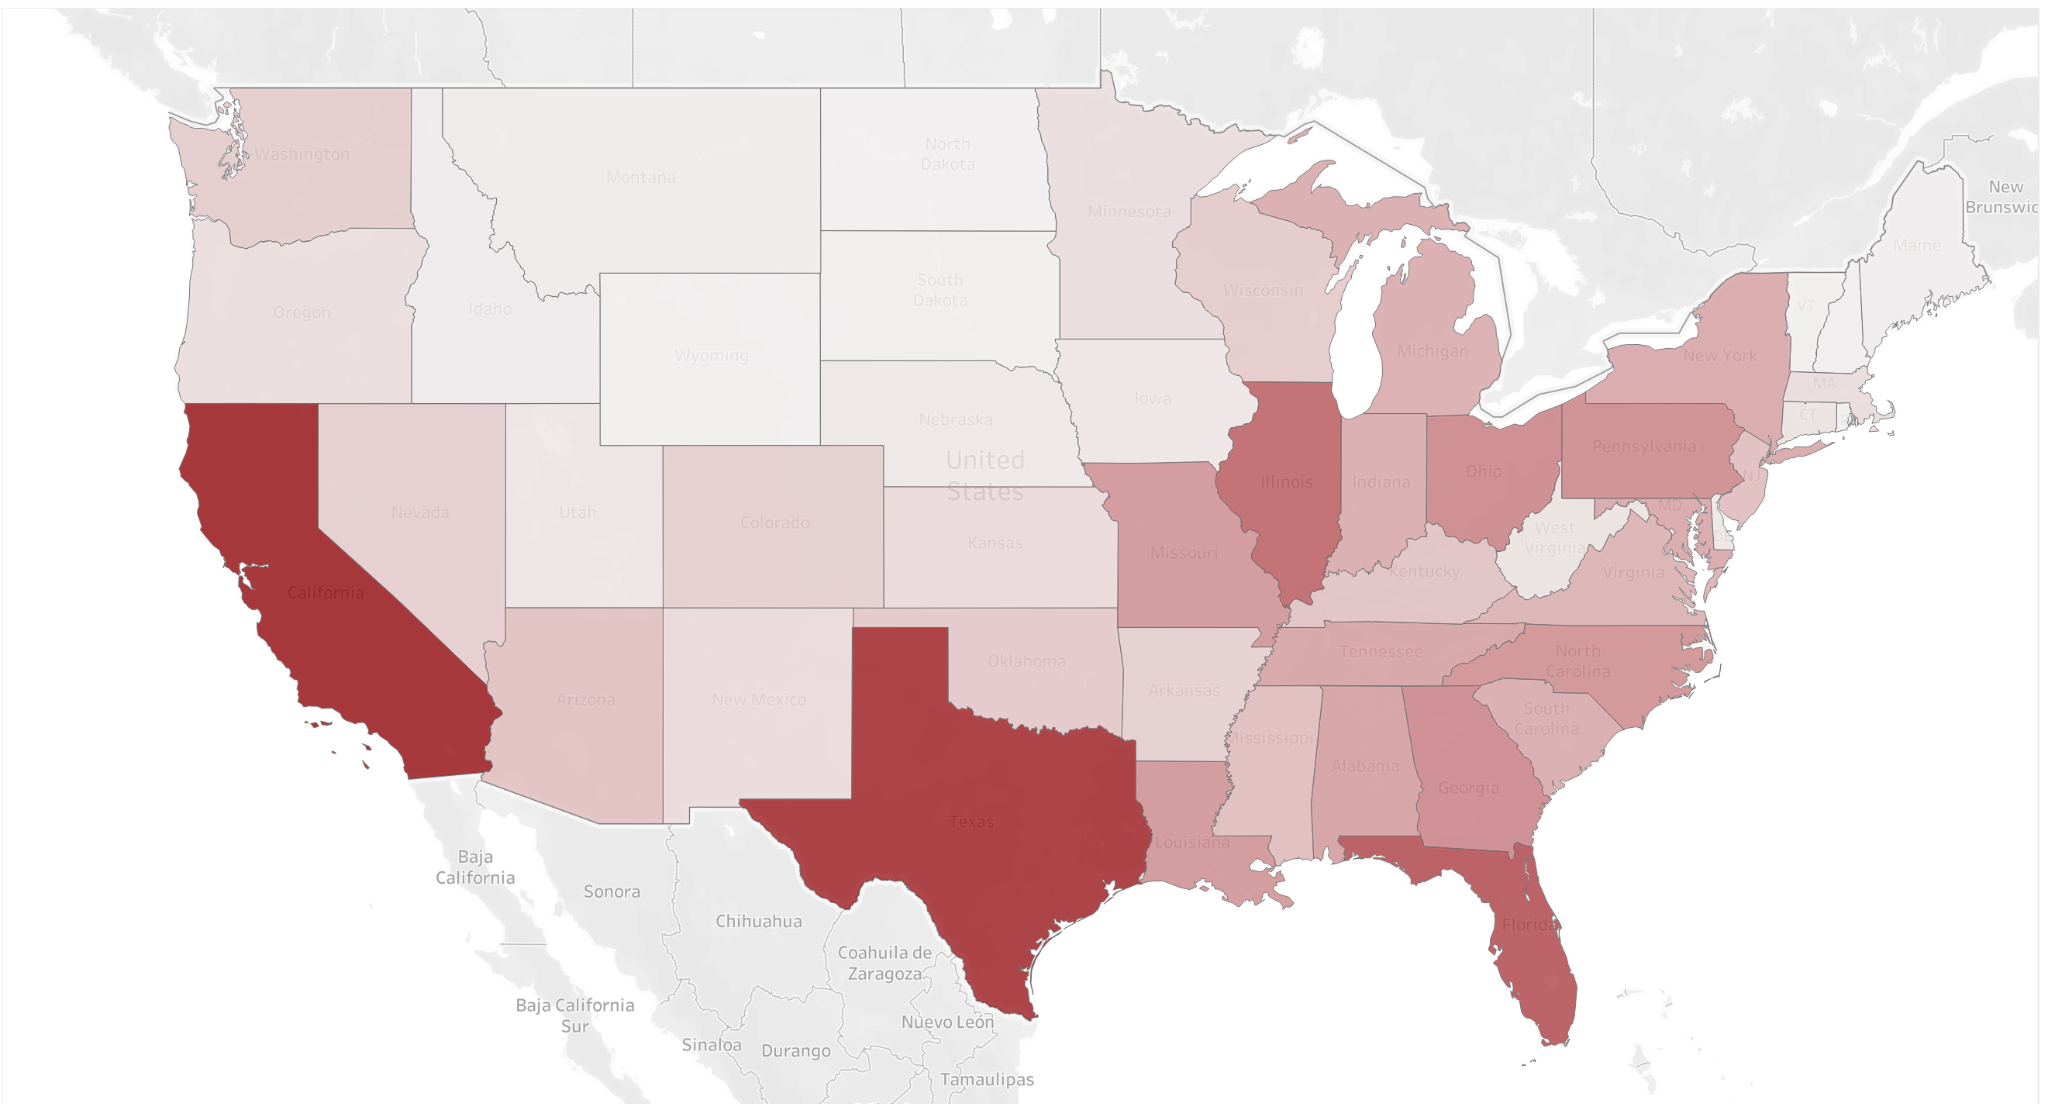 Washington
Montana
North
Dakota
Minnesota
New
Brunswic
Maine
Oregon
Idaho
South
Dakota
Wisconsin
Michigan
VT
New York
Wyoming
MA
CT
Iowa
Nebraska
United
States
Pennsylvania
Ohio
NJ
Illinois
Indiana
MD
Nevada
Utah
Colorado
Kansas
Missouri
West
Virginia
DE
Kentucky
Virginia
California
Oklahoma
Tennessee
North
Carolina
Arizona
New Mexico
Arkansas
South
Carolina
Mississippi
Alabama
Georgia
Texas
Louisiana
Florida
Baja
California
Sonora
Chihuahua
Coahuila de
Zaragoza
Baja California
Sur
Nuevo León
Sinaloa
Durango
Tamaulipas